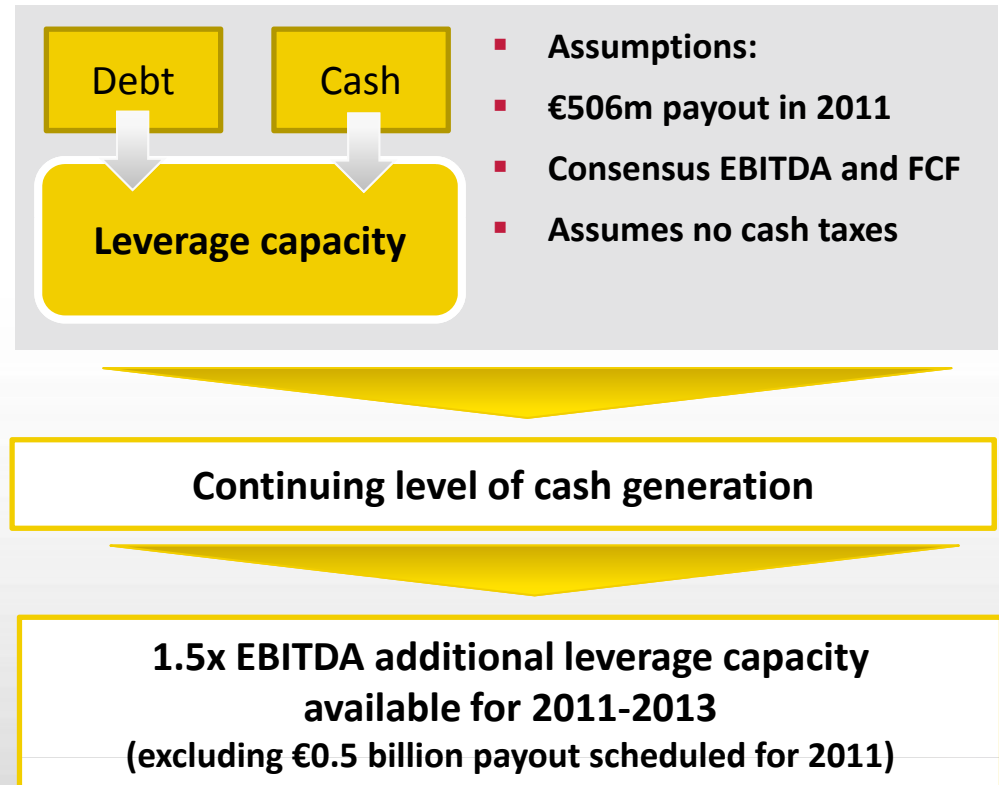 Debt
Cash
Leverage capacity
▪ Assumptions:
▪ €506m payout in 2011
▪ Consensus EBITDA and FCF
▪ Assumes no cash taxes
Continuing level of cash generation
1.5x EBITDA additional leverage capacity
available for 2011-2013
(excluding €0.5 billion payout scheduled for 2011)